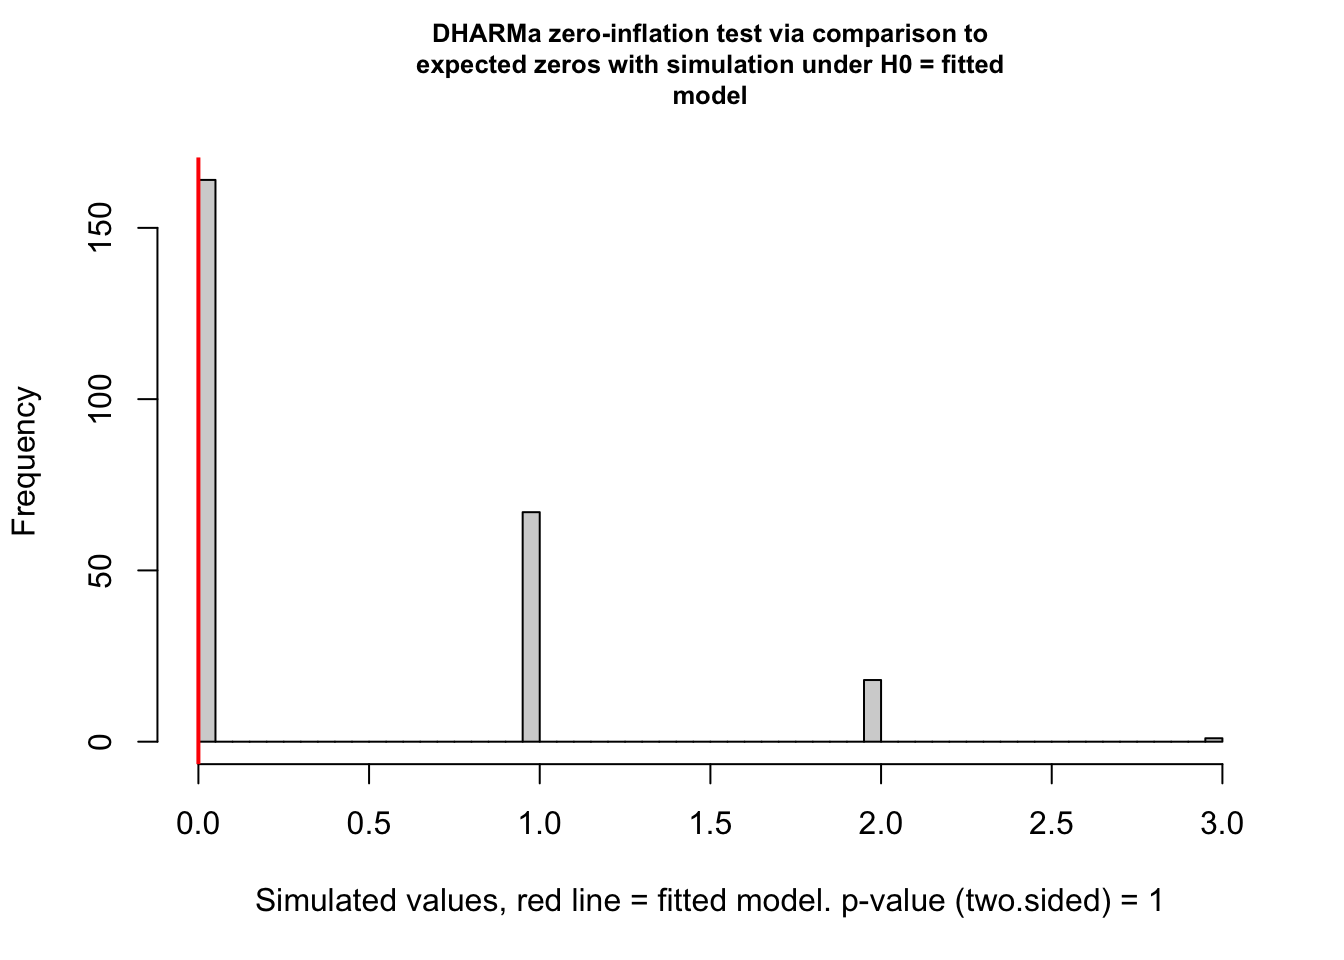 DHARMa zero-inflation test via comparison to
expected zeros with simulation under H0 = fitted
model
Frequency
150
100
50
0
0.0 0.5 1.0 1.5 2.0 2.5 3.0
Simulated values, red line = fitted model. p-value (two.sided) = 1